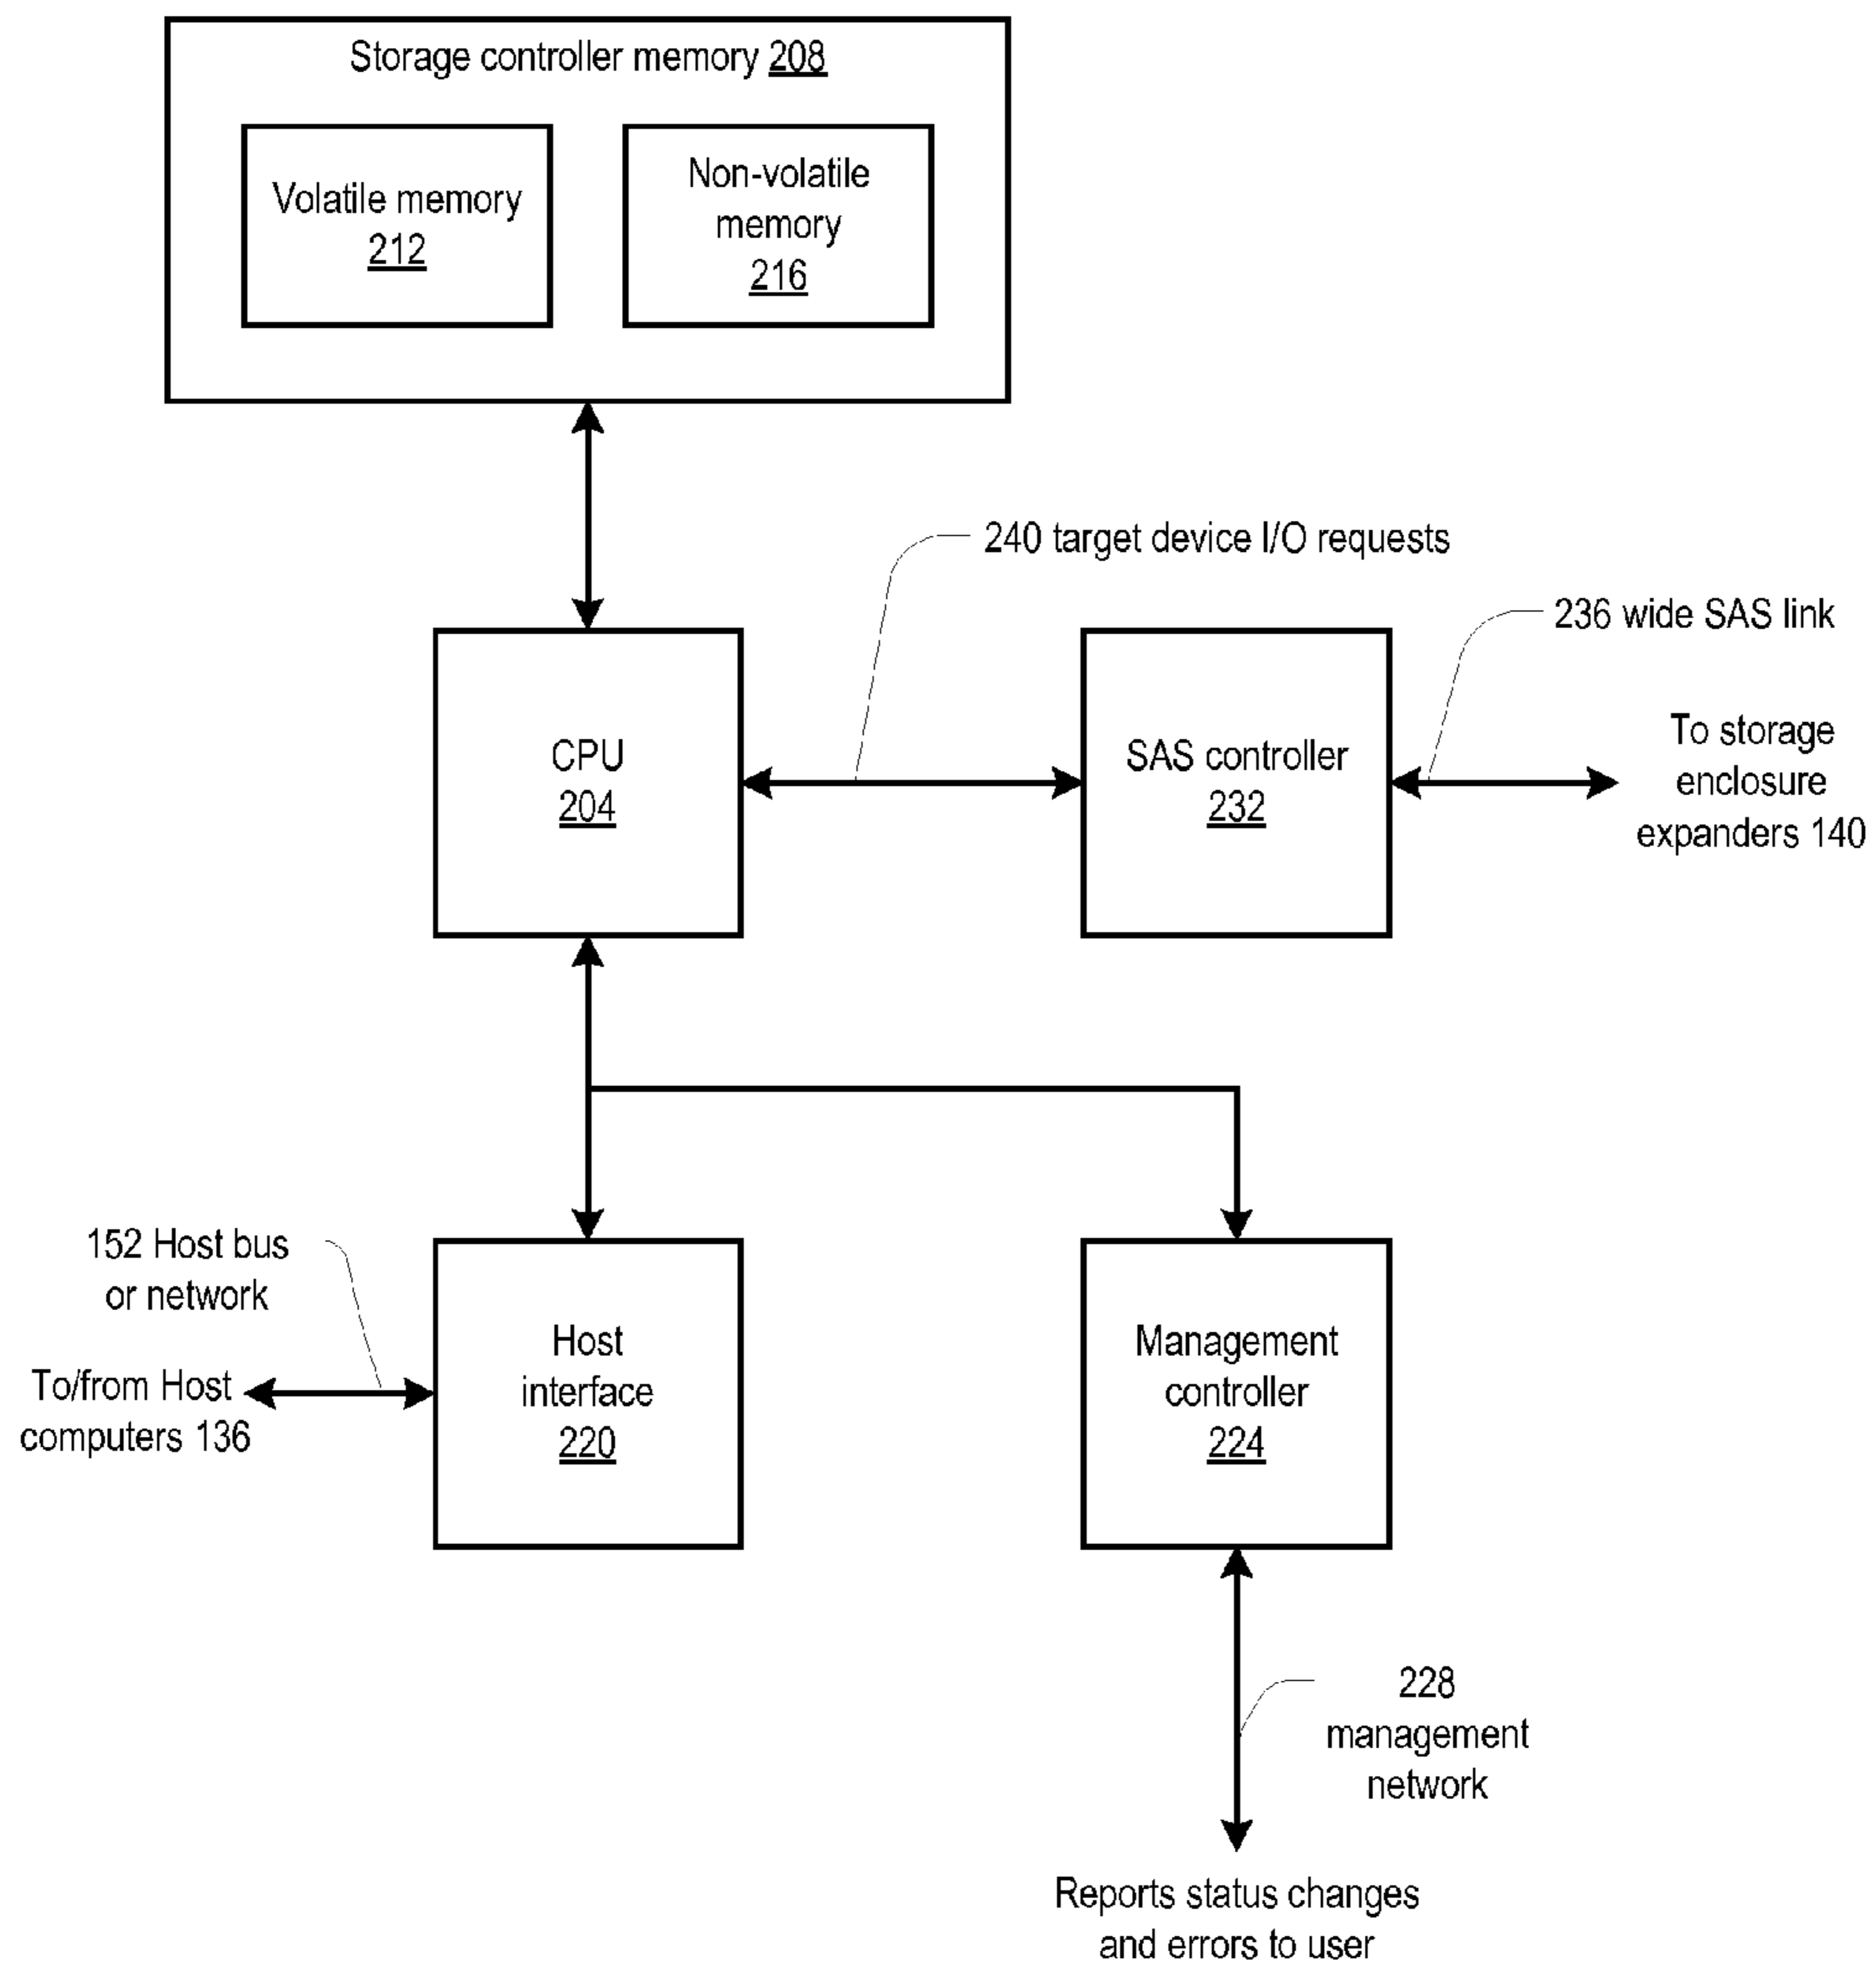 Storage controller memory 208
Volatile memory
212
Non-volatile
memory
216
240 target device I/O requests
236 wide SAS link
CPU
204
SAS controller
232
To storage
enclosure
expanders 140
152 Host bus
or network
To/from Host
computers 136
Host
interface
220
Management
controller
224
228
management
network
Reports status changes
and errors to user